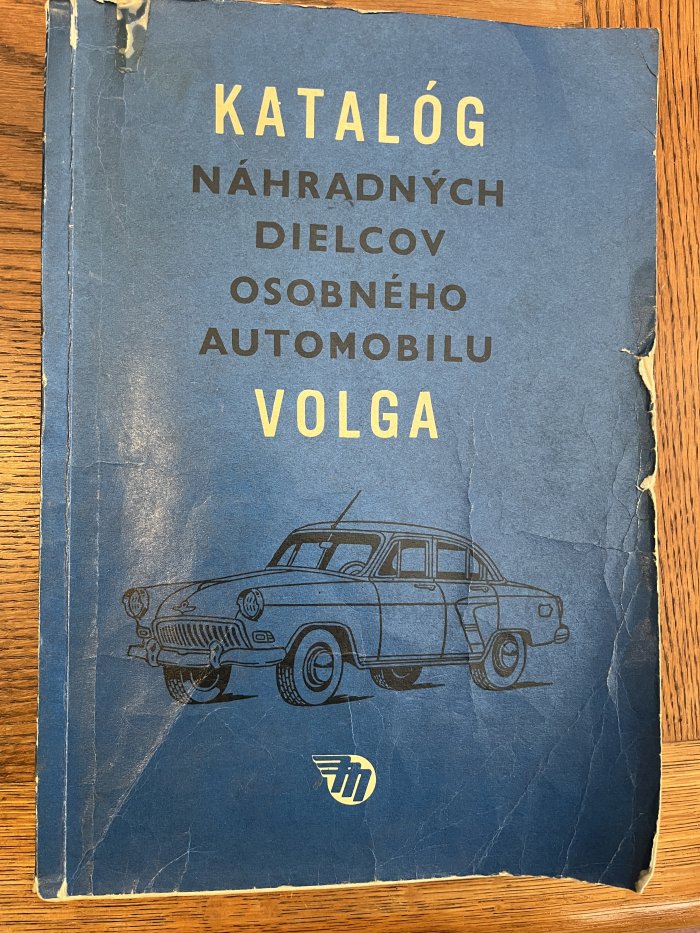 KATALÓG
NÁHRADNÝCH
DIELCOV
OSOBNÉHO
AUTOMOBILU
VOLGA